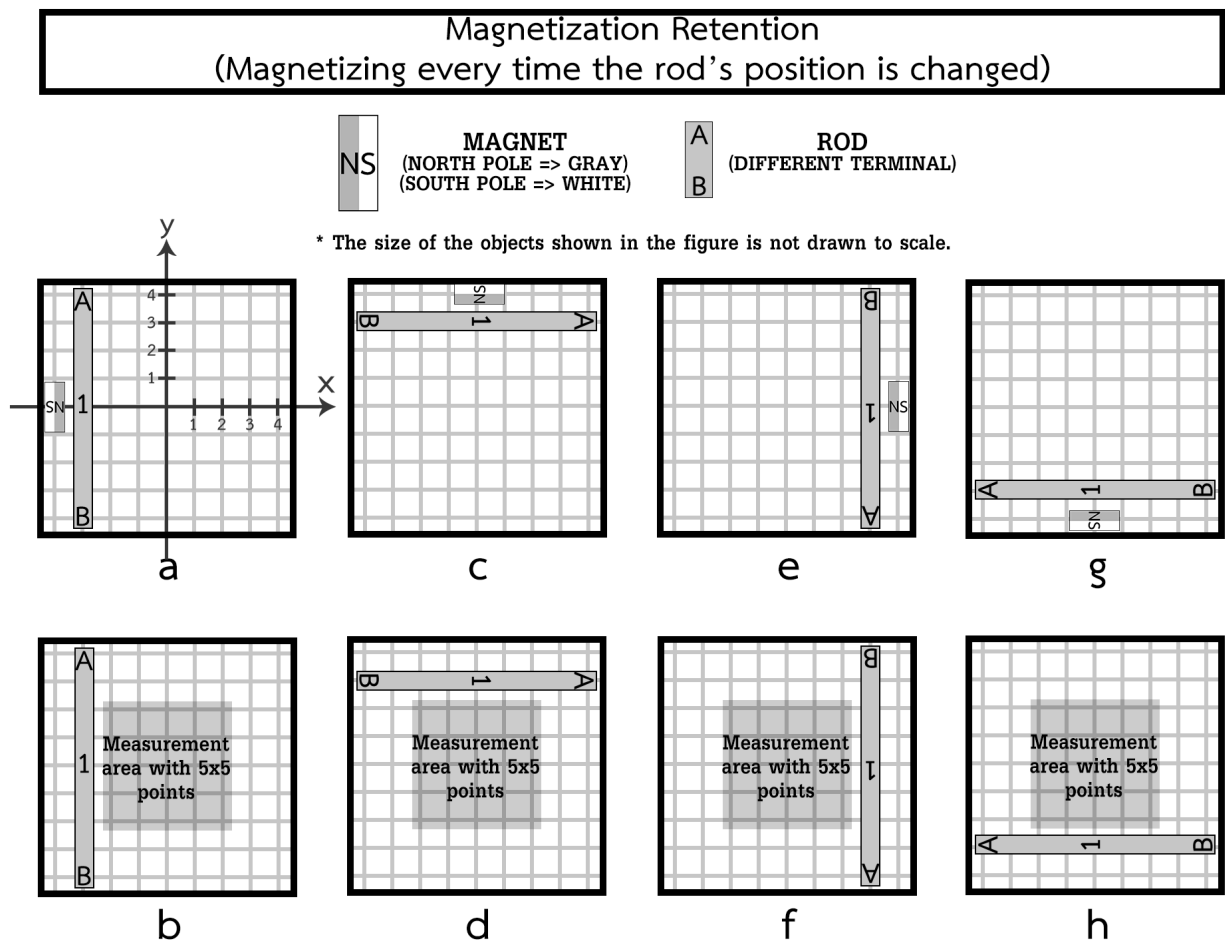 Magnetization Retention
(Magnetizing every time the rod's position is changed)
NS
MAGNET
(NORTH POLE => GRAY)
(SOUTH POLE => WHITE)
A
B
ROD
(DIFFERENT TERMINAL)
* The size of the objects shown in the figure is not drawn to scale.
y
x
4
3
2
1
1 2 3 4
A
SN 1
B
a
SN
B 1 A
c
B
1 NS
A
e
A 1 B
SN
g
A
1
B
Measurement
area with 5x5
points
b
B 1 A
Measurement
area with 5x5
points
d
B
1
A
Measurement
area with 5x5
points
f
Measurement
area with 5x5
points
A 1 B
h